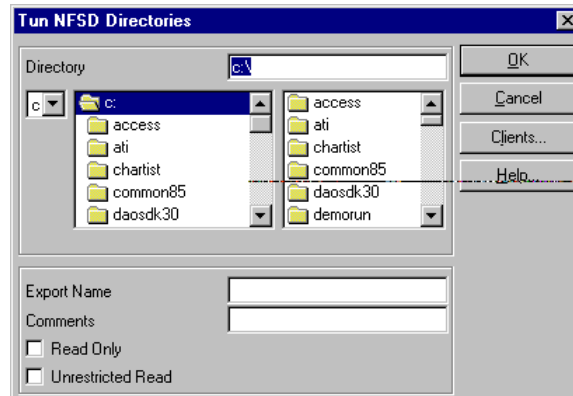 Tun NFSD Directories
Directory
c:\
c
c:
access
ati
chartist
common85
daosdk30
access
ati
chartist
common85
daosdk30
demorun
OK
Cancel
Clients...
Help...
Export Name
Comments
Read Only
Unrestricted Read